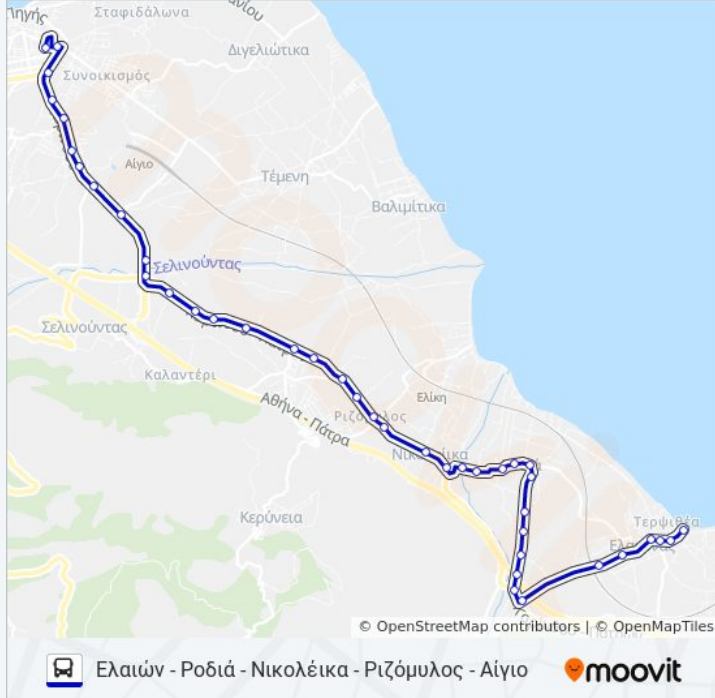 Πηγής
Σταφιδάλωνα
Διγελιώτικα
Συνοικισμός
Αίγιο
Τέμενη
Βαλιμίτικα
Σελινούντας
Σελινούντας
Καλαντέρι
Αθήνα - Πάτρα
Ελίκη
Κερύνεια
Τερψιθέα
© OpenStreetMap contributors | © OpenMapTiles
Ελαιών - Ροδιά - Νικολέικα - Ριζόμυλος - Αίγιο
moovit